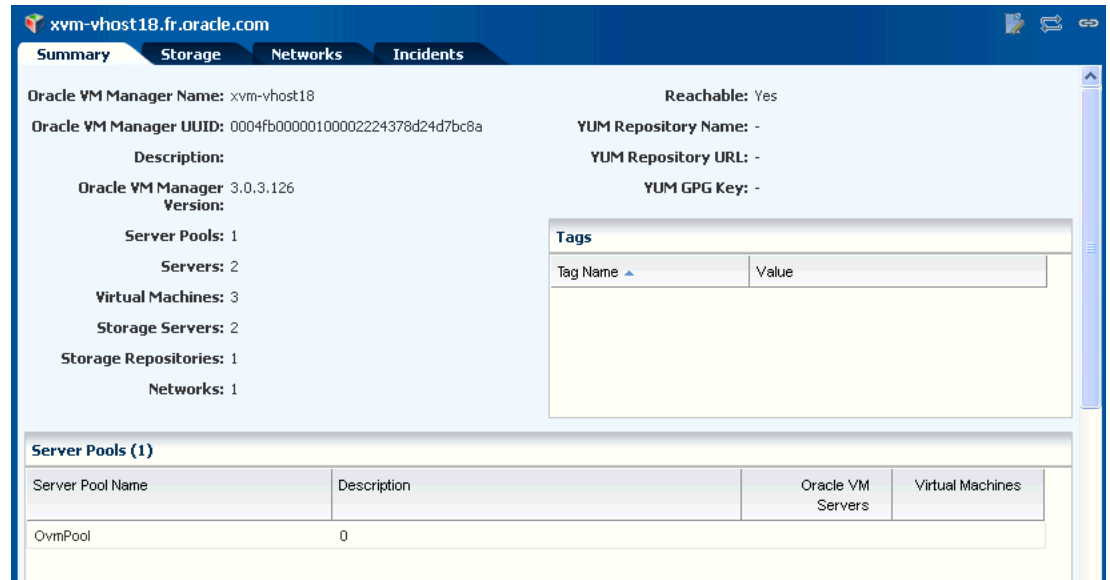 xvm-vhost18.fr.oracle.com
Summary Storage Networks Incidents
Oracle VM Manager Name: xvm-vhost18
Oracle VM Manager UUID: 0004fb00000100002224378d24d7bc8a
Description:
Oracle VM Manager Version: 3.0.3.126
Server Pools: 1
Servers: 2
Virtual Machines: 3
Storage Servers: 2
Storage Repositories: 1
Networks: 1
Reachable: Yes
YUM Repository Name: -
YUM Repository URL: -
YUM GPG Key: -
Tags
Tag Name Value
Server Pools (1)
Server Pool Name Description Oracle VM Servers Virtual Machines
OvmPool 0